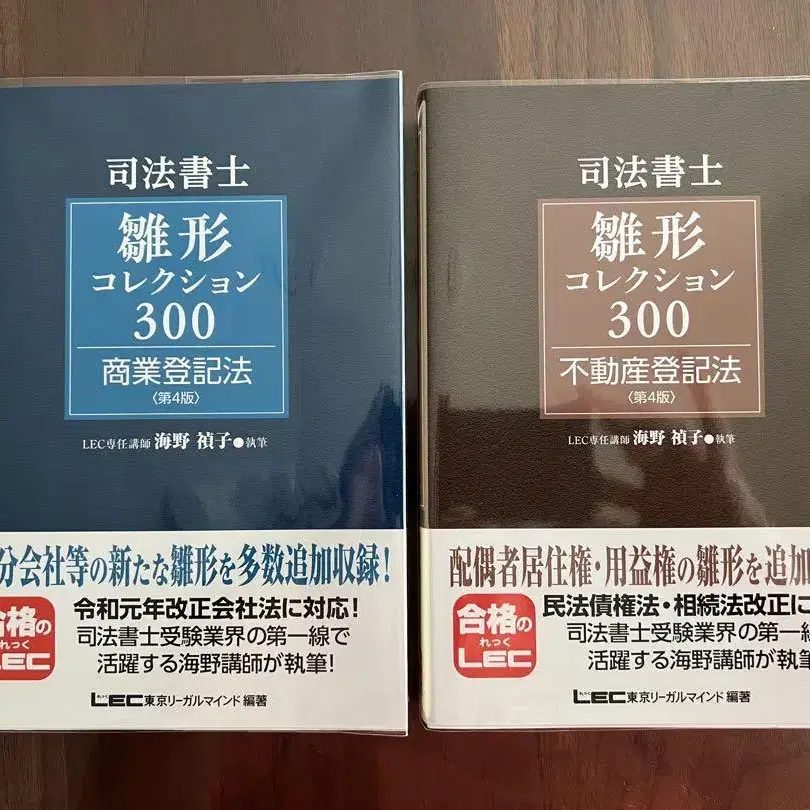 司法書士
雛形
コレクション
300
商業登記法
〈第4版〉
LEC専任講師 海野 禎子●執筆
分会社等の新たな雛形を多数追加収録!
合格の
れっく
LEC
令和元年改正会社法に対応!
司法書士受験業界の第一線で
活躍する海野講師が執筆!
LEC東京リーガルマインド 編著
司法書士
雛形
コレクション
300
不動産登記法
〈第4版〉
LEC専任講師 海野 禎子●執筆
配偶者居住権・用益権の雛形を追加
合格の
れっく
LEC
民法債権法・相続法改正に
司法書士受験業界の第一
活躍する海野講師が執筆
LEC東京リーガルマインド 編著